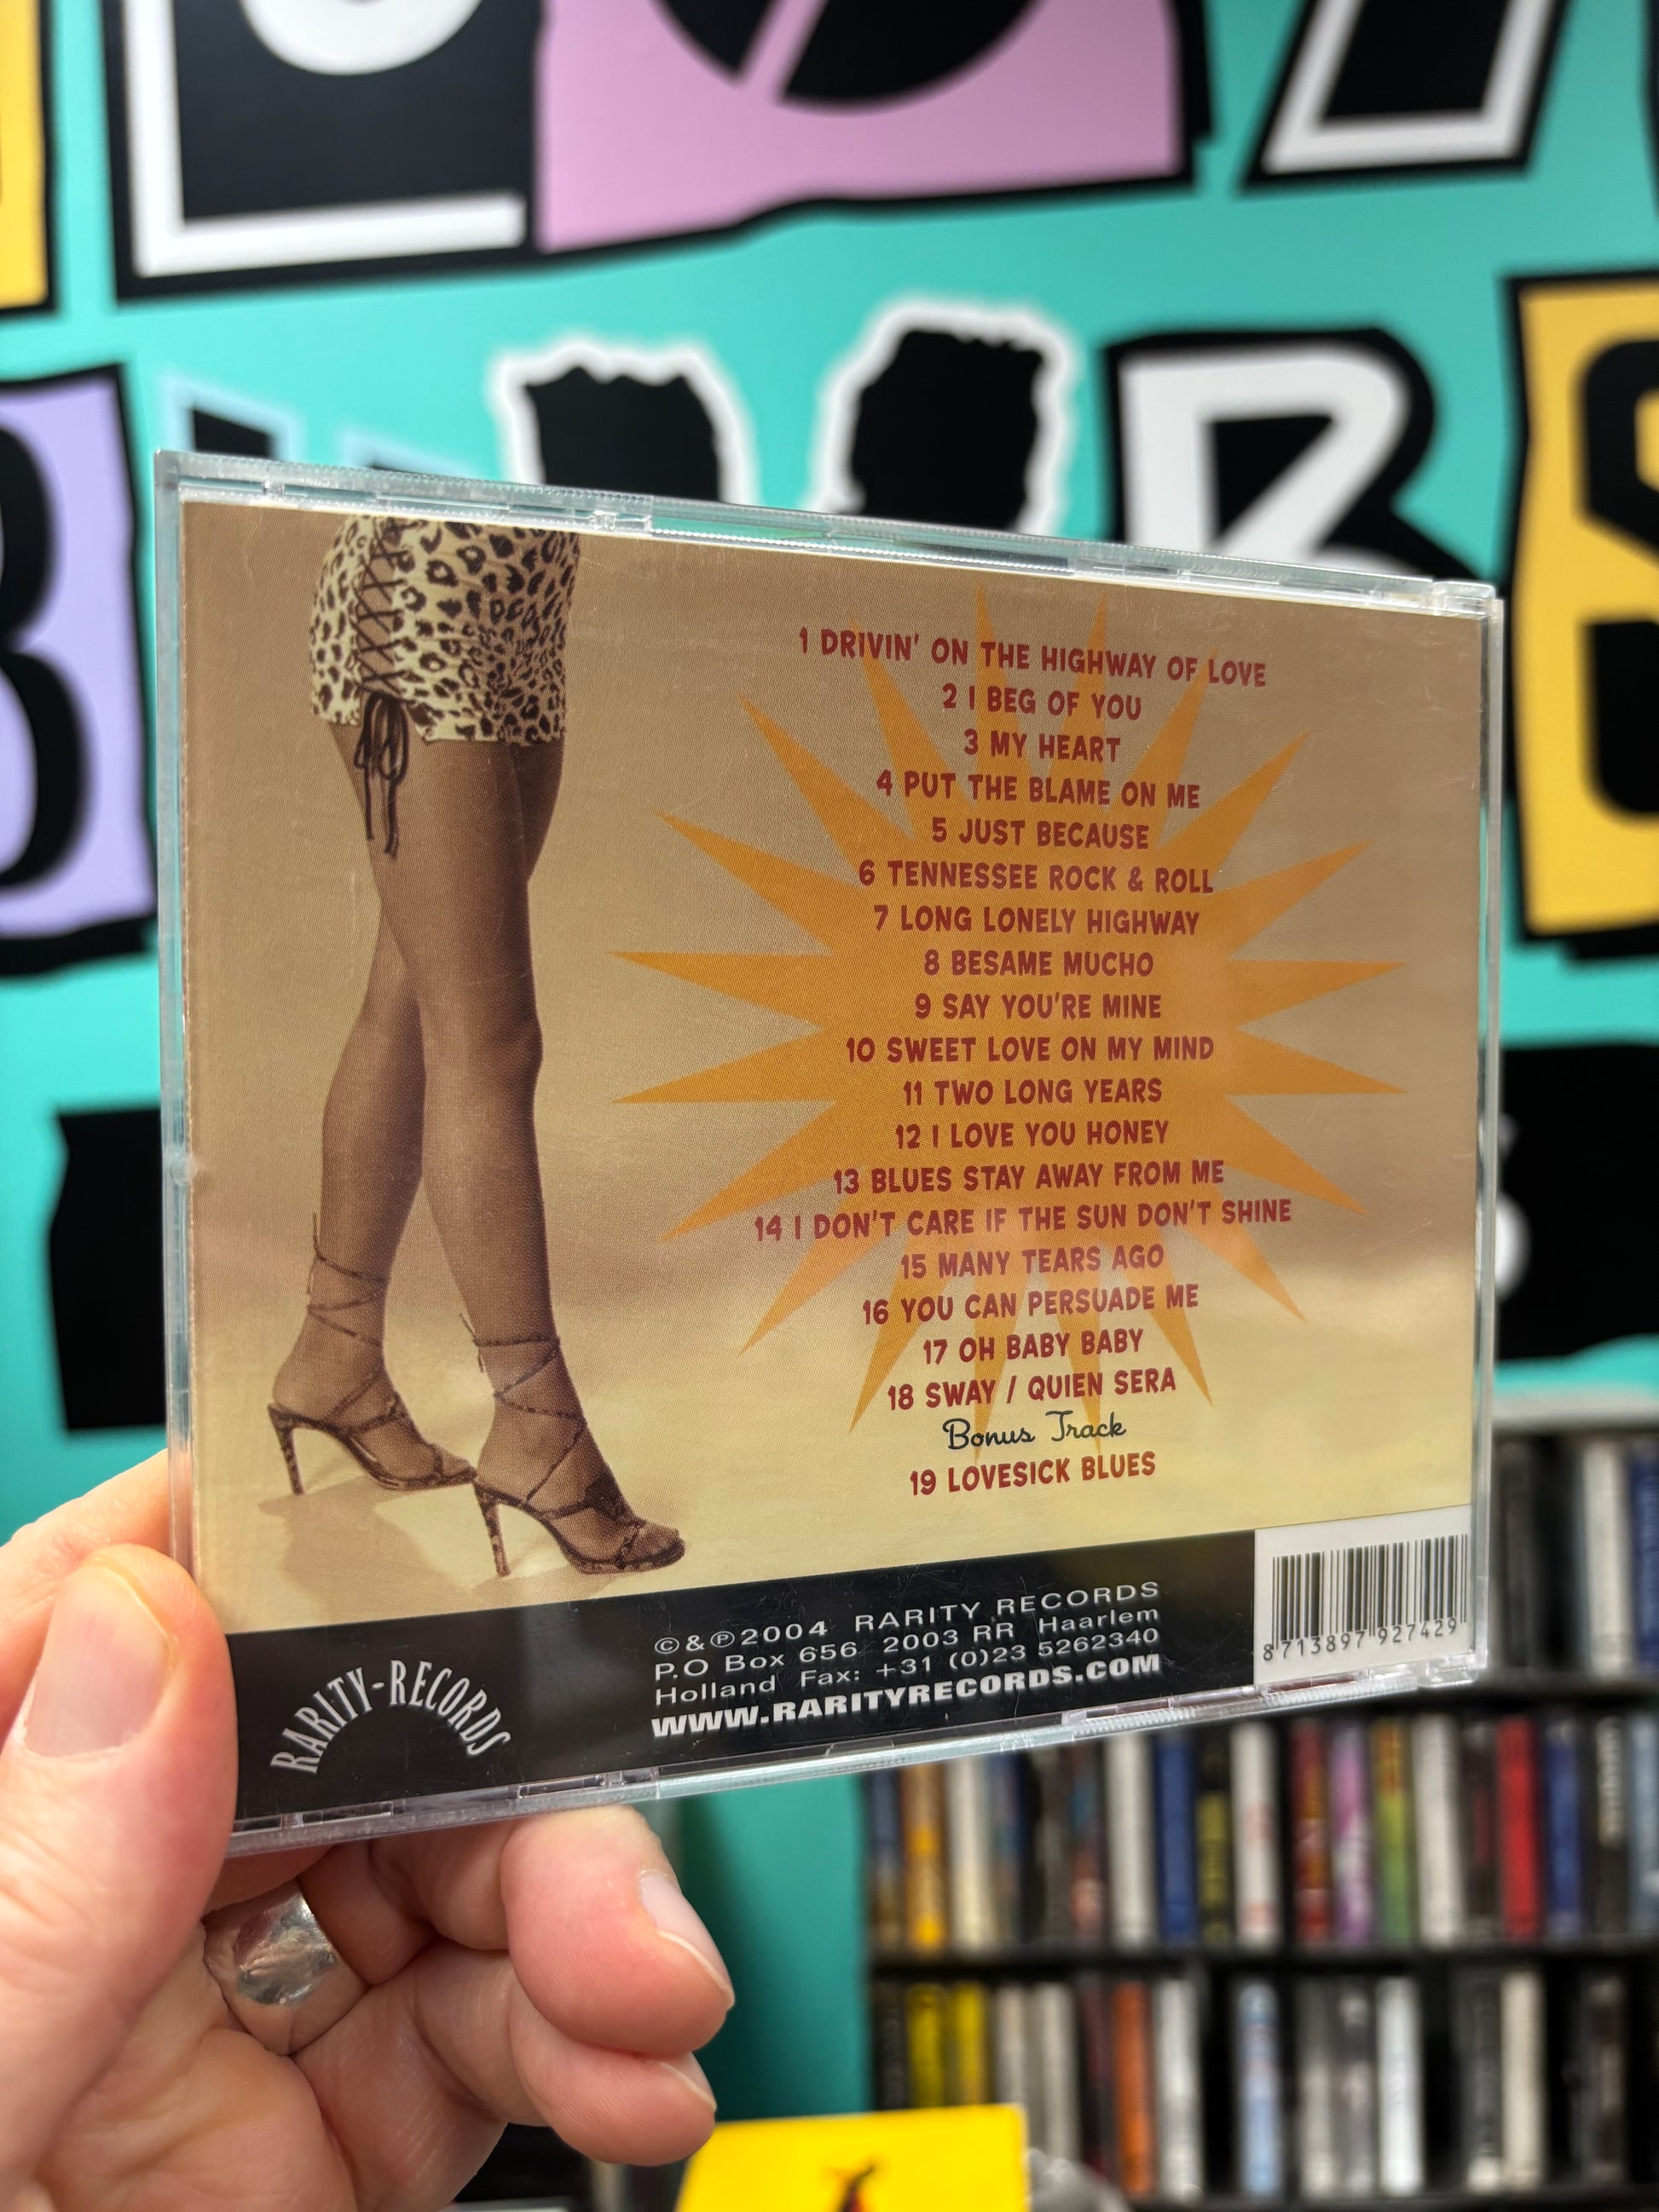 1 DRIVIN' ON THE HIGHWAY OF LOVE
2 I BEG OF YOU
3 MY HEART
4 PUT THE BLAME ON ME
5 JUST BECAUSE
6 TENNESSEE ROCK & ROLL
7 LONG LONELY HIGHWAY
8 BESAME MUCHO
9 SAY YOU'RE MINE
10 SWEET LOVE ON MY MIND
11 TWO LONG YEARS
12 I LOVE YOU HONEY
13 BLUES STAY AWAY FROM ME
14 I DON'T CARE IF THE SUN DON'T SHINE
15 MANY TEARS AGO
16 YOU CAN PERSUADE ME
17 OH BABY BABY
18 SWAY / QUIEN SERA
Bonus Track
19 LOVESICK BLUES
RARITY-RECORDS
©&℗2004 RARITY RECORDS
P.O Box 656 2003 RR Haarlem
Holland Fax: +31 (0)23 5262340
WWW.RARITYRECORDS.COM
8 713897 927429